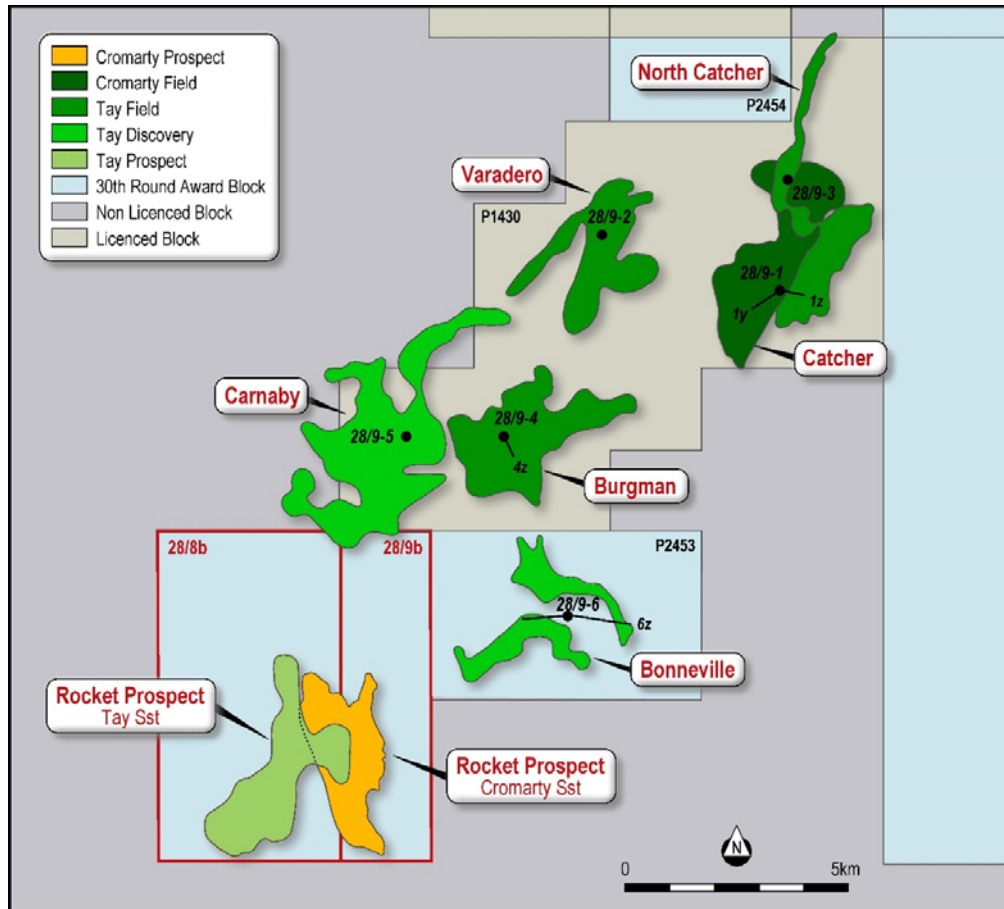 Cromarty Prospect
Cromarty Field
Tay Field
Tay Discovery
Tay Prospect
30th Round Award Block
Non Licenced Block
Licenced Block
North Catcher
P2454
Varadero
28/9-3
P1430
28/9-2
28/9-1
1y
1z
Catcher
Carnaby
28/9-5
28/9-4
4z
Burgman
28/8b
28/9b
P2453
28/9-6
6z
Bonneville
Rocket Prospect
Tay Sst
Rocket Prospect
Cromarty Sst
N
0
5km